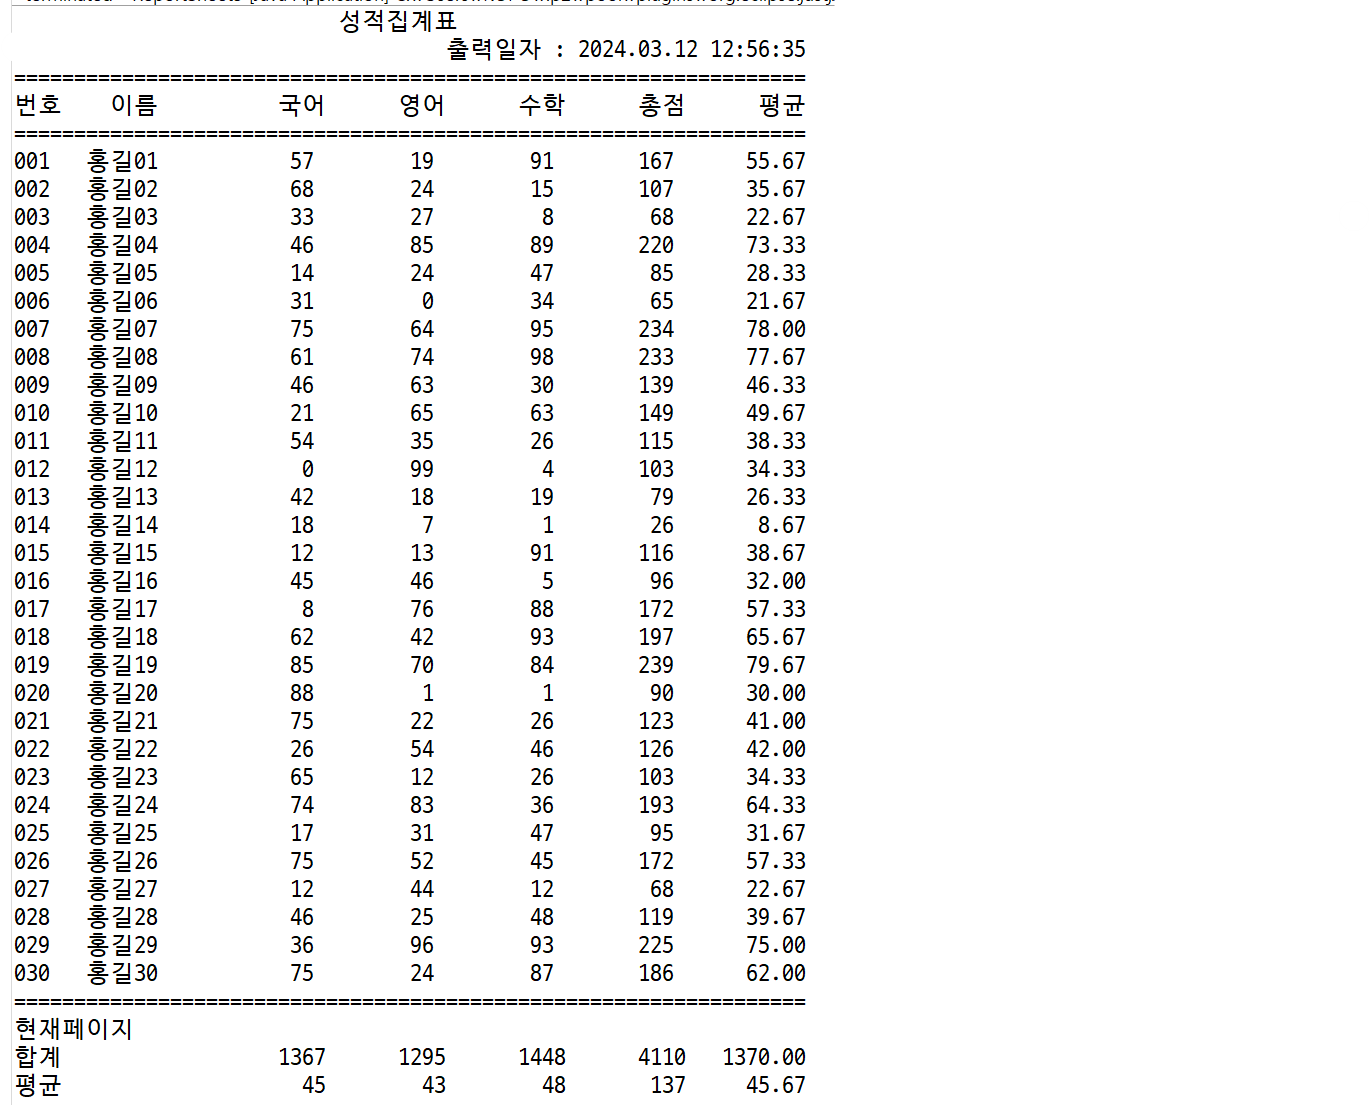 성적집계표
출력일자 : 2024.03.12 12:56:35
==================================================================
번호 이름 국어 영어 수학 총점 평균
==================================================================
001 홍길01 57 19 91 167 55.67
002 홍길02 68 24 15 107 35.67
003 홍길03 33 27 8 68 22.67
004 홍길04 46 85 89 220 73.33
005 홍길05 14 24 47 85 28.33
006 홍길06 31 0 34 65 21.67
007 홍길07 75 64 95 234 78.00
008 홍길08 61 74 98 233 77.67
009 홍길09 46 63 30 139 46.33
010 홍길10 21 65 63 149 49.67
011 홍길11 54 35 26 115 38.33
012 홍길12 0 99 4 103 34.33
013 홍길13 42 18 19 79 26.33
014 홍길14 18 7 1 26 8.67
015 홍길15 12 13 91 116 38.67
016 홍길16 45 46 5 96 32.00
017 홍길17 8 76 88 172 57.33
018 홍길18 62 42 93 197 65.67
019 홍길19 85 70 84 239 79.67
020 홍길20 88 1 1 90 30.00
021 홍길21 75 22 26 123 41.00
022 홍길22 26 54 46 126 42.00
023 홍길23 65 12 26 103 34.33
024 홍길24 74 83 36 193 64.33
025 홍길25 17 31 47 95 31.67
026 홍길26 75 52 45 172 57.33
027 홍길27 12 44 12 68 22.67
028 홍길28 46 25 48 119 39.67
029 홍길29 36 96 93 225 75.00
030 홍길30 75 24 87 186 62.00
==================================================================
현재페이지
합계 1367 1295 1448 4110 1370.00
평균 45 43 48 137 45.67